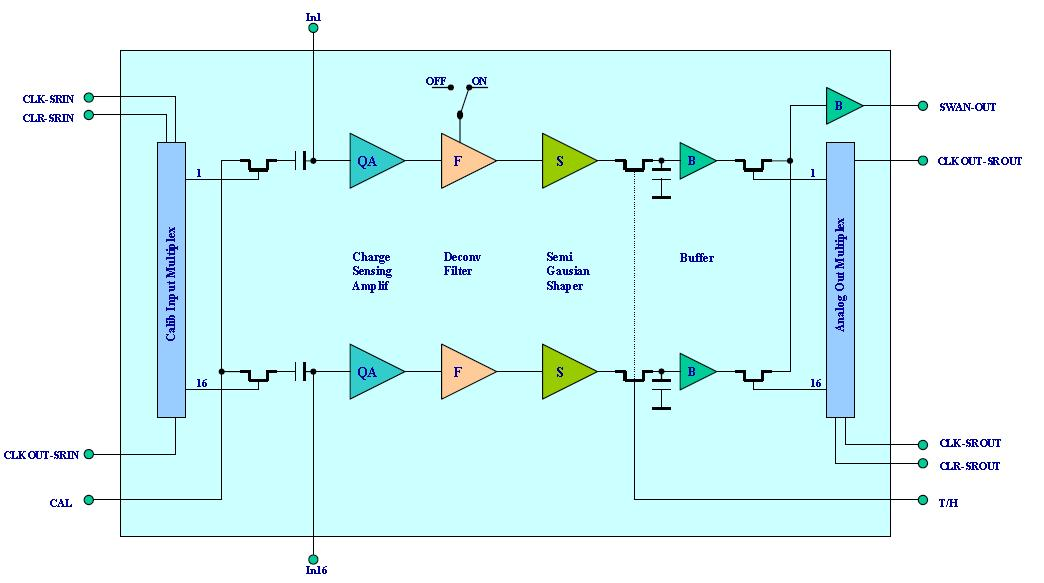 In1
OFF
ON
CLK-SRIN
CLR-SRIN
B
SWAN-OUT
QA
F
S
B
CLKOUT-SROUT
1
1
Calib Input Multiplex
Charge
Sensing
Amplif
Deconv
Filter
Semi
Gausian
Shaper
Buffer
Analog Out Multiplex
QA
F
S
B
16
16
CLKOUT-SRIN
CLK-SROUT
CLR-SROUT
CAL
T/H
In16